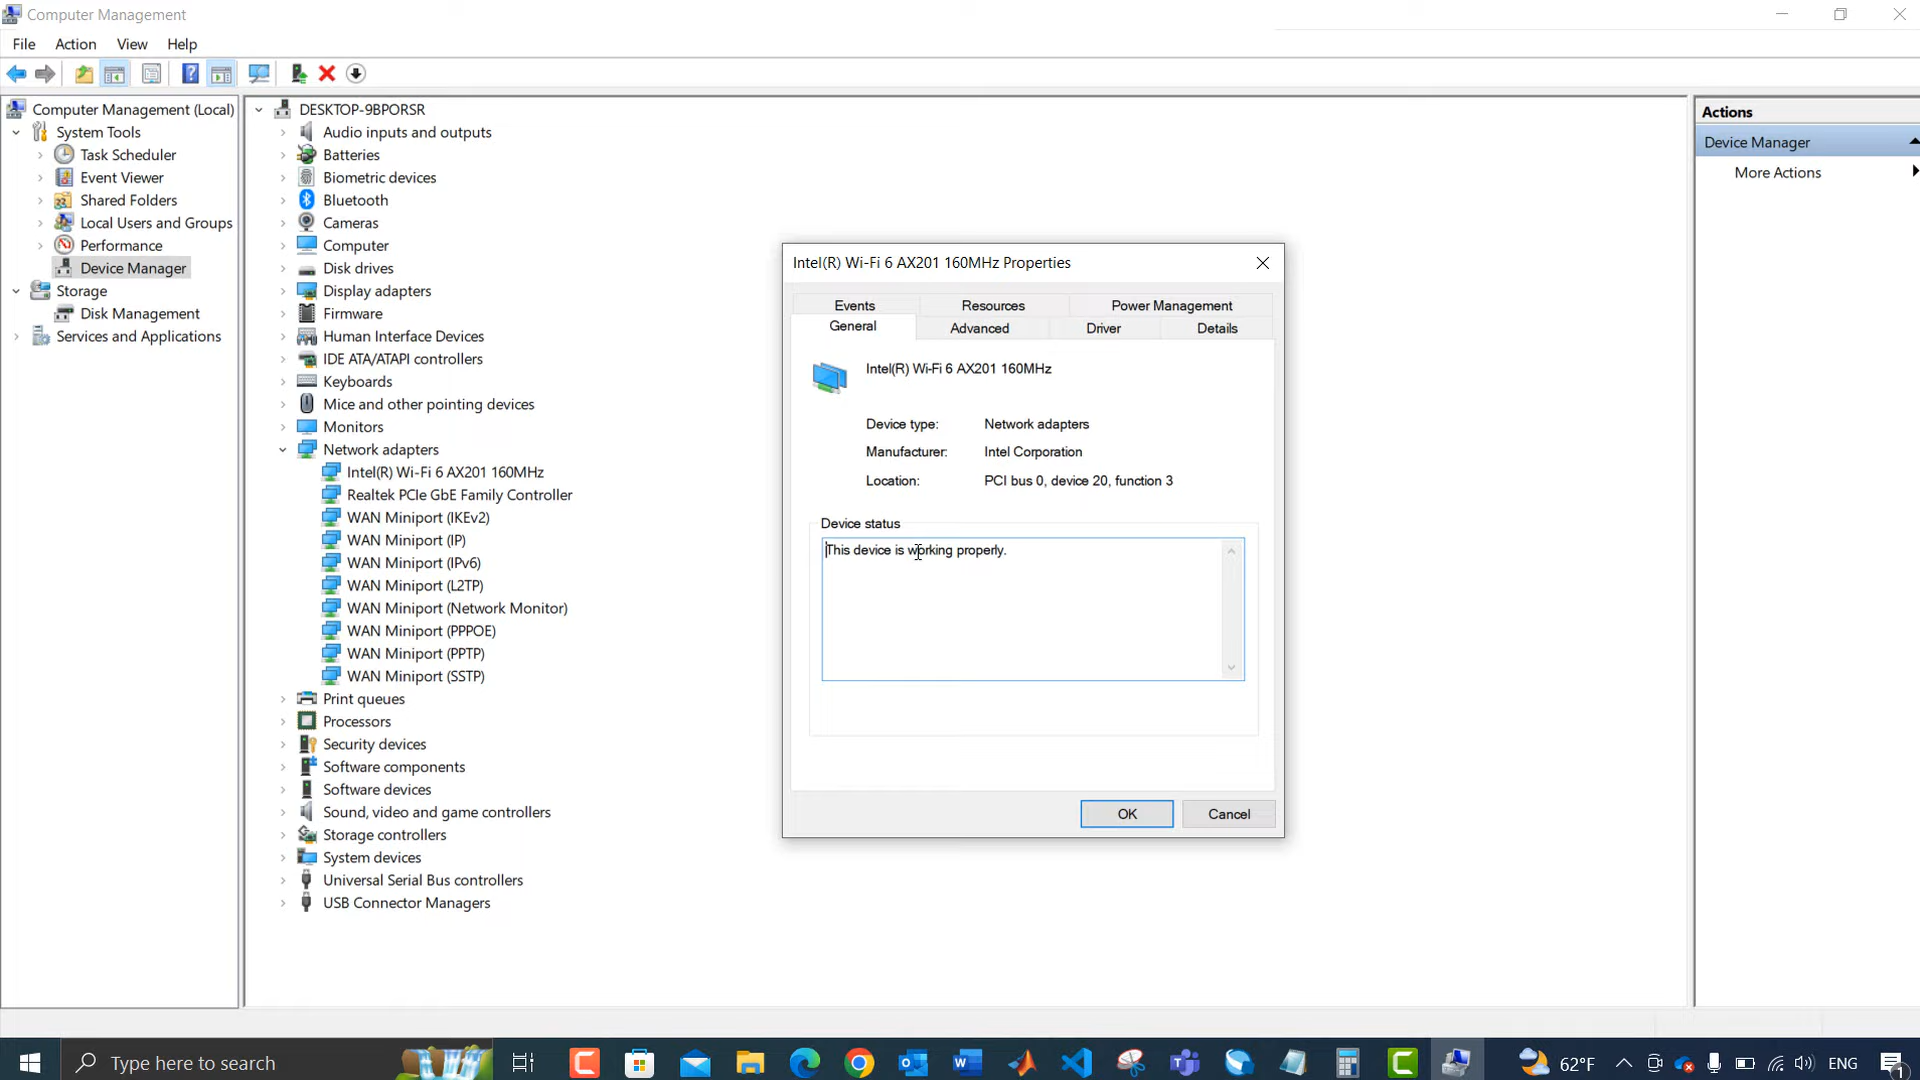 Computer Management
File Action View Help
Computer Management (Local)
System Tools
Task Scheduler
Event Viewer
Shared Folders
Local Users and Groups
Performance
Device Manager
Storage
Disk Management
Services and Applications
DESKTOP-9BPORSR
Audio inputs and outputs
Batteries
Biometric devices
Bluetooth
Cameras
Computer
Disk drives
Display adapters
Firmware
Human Interface Devices
IDE ATA/ATAPI controllers
Keyboards
Mice and other pointing devices
Monitors
Network adapters
Intel(R) Wi-Fi 6 AX201 160MHz
Realtek PCIe GbE Family Controller
WAN Miniport (IKEv2)
WAN Miniport (IP)
WAN Miniport (IPv6)
WAN Miniport (L2TP)
WAN Miniport (Network Monitor)
WAN Miniport (PPPOE)
WAN Miniport (PPTP)
WAN Miniport (SSTP)
Print queues
Processors
Security devices
Software components
Software devices
Sound, video and game controllers
Storage controllers
System devices
Universal Serial Bus controllers
USB Connector Managers
Intel(R) Wi-Fi 6 AX201 160MHz Properties
Events Resources Power Management
General Advanced Driver Details
Intel(R) Wi-Fi 6 AX201 160MHz
Device type: Network adapters
Manufacturer: Intel Corporation
Location: PCI bus 0, device 20, function 3
Device status
This device is working properly.
OK Cancel
Actions
Device Manager
More Actions
Type here to search
62°F ENG 1